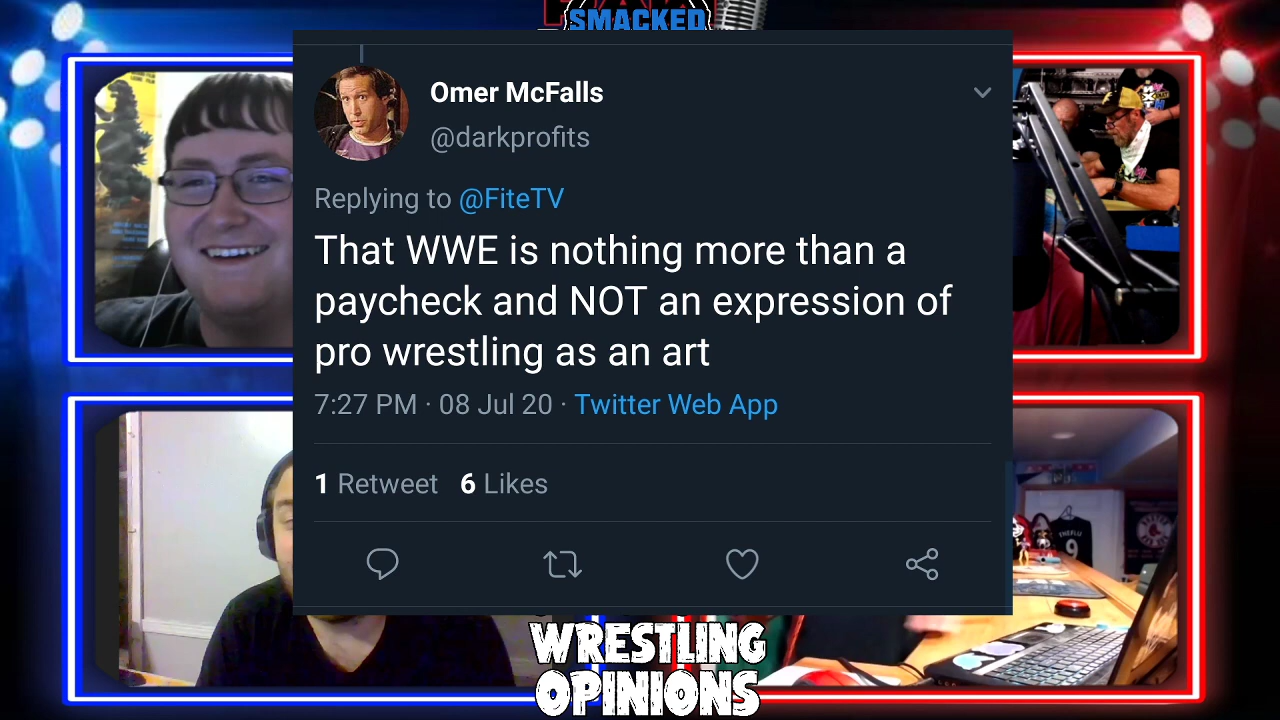 SMACKED
Omer McFalls
@darkprofits
Replying to @FiteTV
That WWE is nothing more than a
paycheck and NOT an expression of
pro wrestling as an art
7:27 PM · 08 Jul 20 · Twitter Web App
1 Retweet 6 Likes
9
WRESTLING
OPINIONS